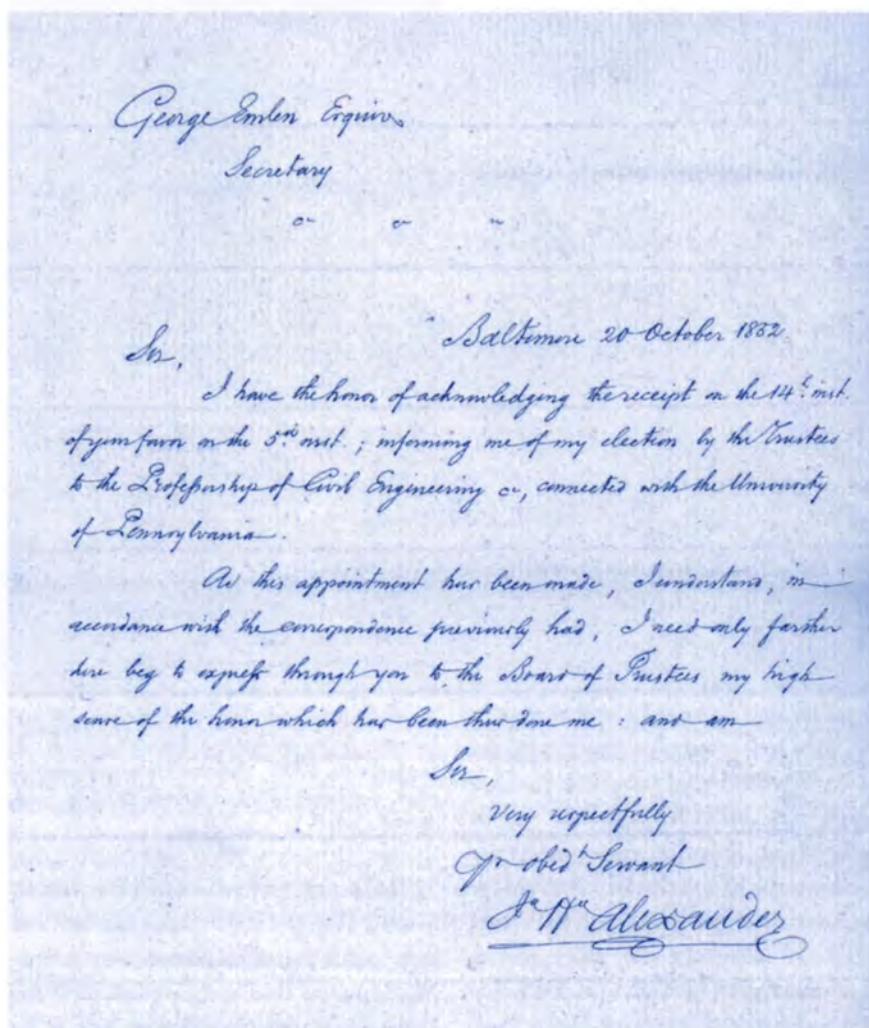 George Emlen Esquire
Secretary
&c &c &c
Baltimore 20 October 1852
Sir,
I have the honor of acknowledging the receipt on the 14th inst.
of your favor on the 5th inst.; informing me of my election by the Trustees
to the Professorship of Civil Engineering &c, connected with the University
of Pennsylvania.
As this appointment has been made, I understand, in
accordance with the correspondence previously had, I need only farther
here beg to express through you to the Board of Trustees my high
sense of the honor which has been thus done me: and am
Sir,
Very respectfully
Yr obedt Servant
Jn Hn Alexander